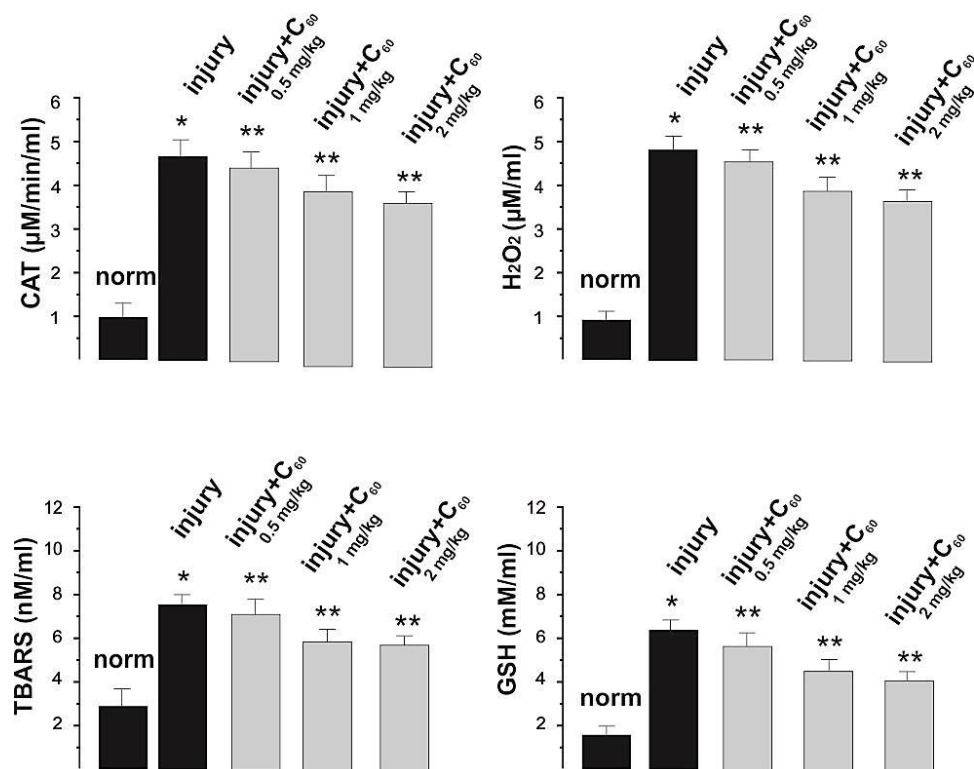 injury
injury+C₆₀
0.5 mg/kg
injury+C₆₀
1 mg/kg
injury+C₆₀
2 mg/kg
CAT (µM/min/ml)
6
5
4
3
2
1
norm
*
**
**
**
injury
injury+C₆₀
0.5 mg/kg
injury+C₆₀
1 mg/kg
injury+C₆₀
2 mg/kg
H₂O₂ (µM/ml)
6
5
4
3
2
1
norm
*
**
**
**
injury
injury+C₆₀
0.5 mg/kg
injury+C₆₀
1 mg/kg
injury+C₆₀
2 mg/kg
TBARS (nM/ml)
12
10
8
6
4
2
norm
*
**
**
**
injury
injury+C₆₀
0.5 mg/kg
injury+C₆₀
1 mg/kg
injury+C₆₀
2 mg/kg
GSH (mM/ml)
12
10
8
6
4
2
norm
*
**
**
**